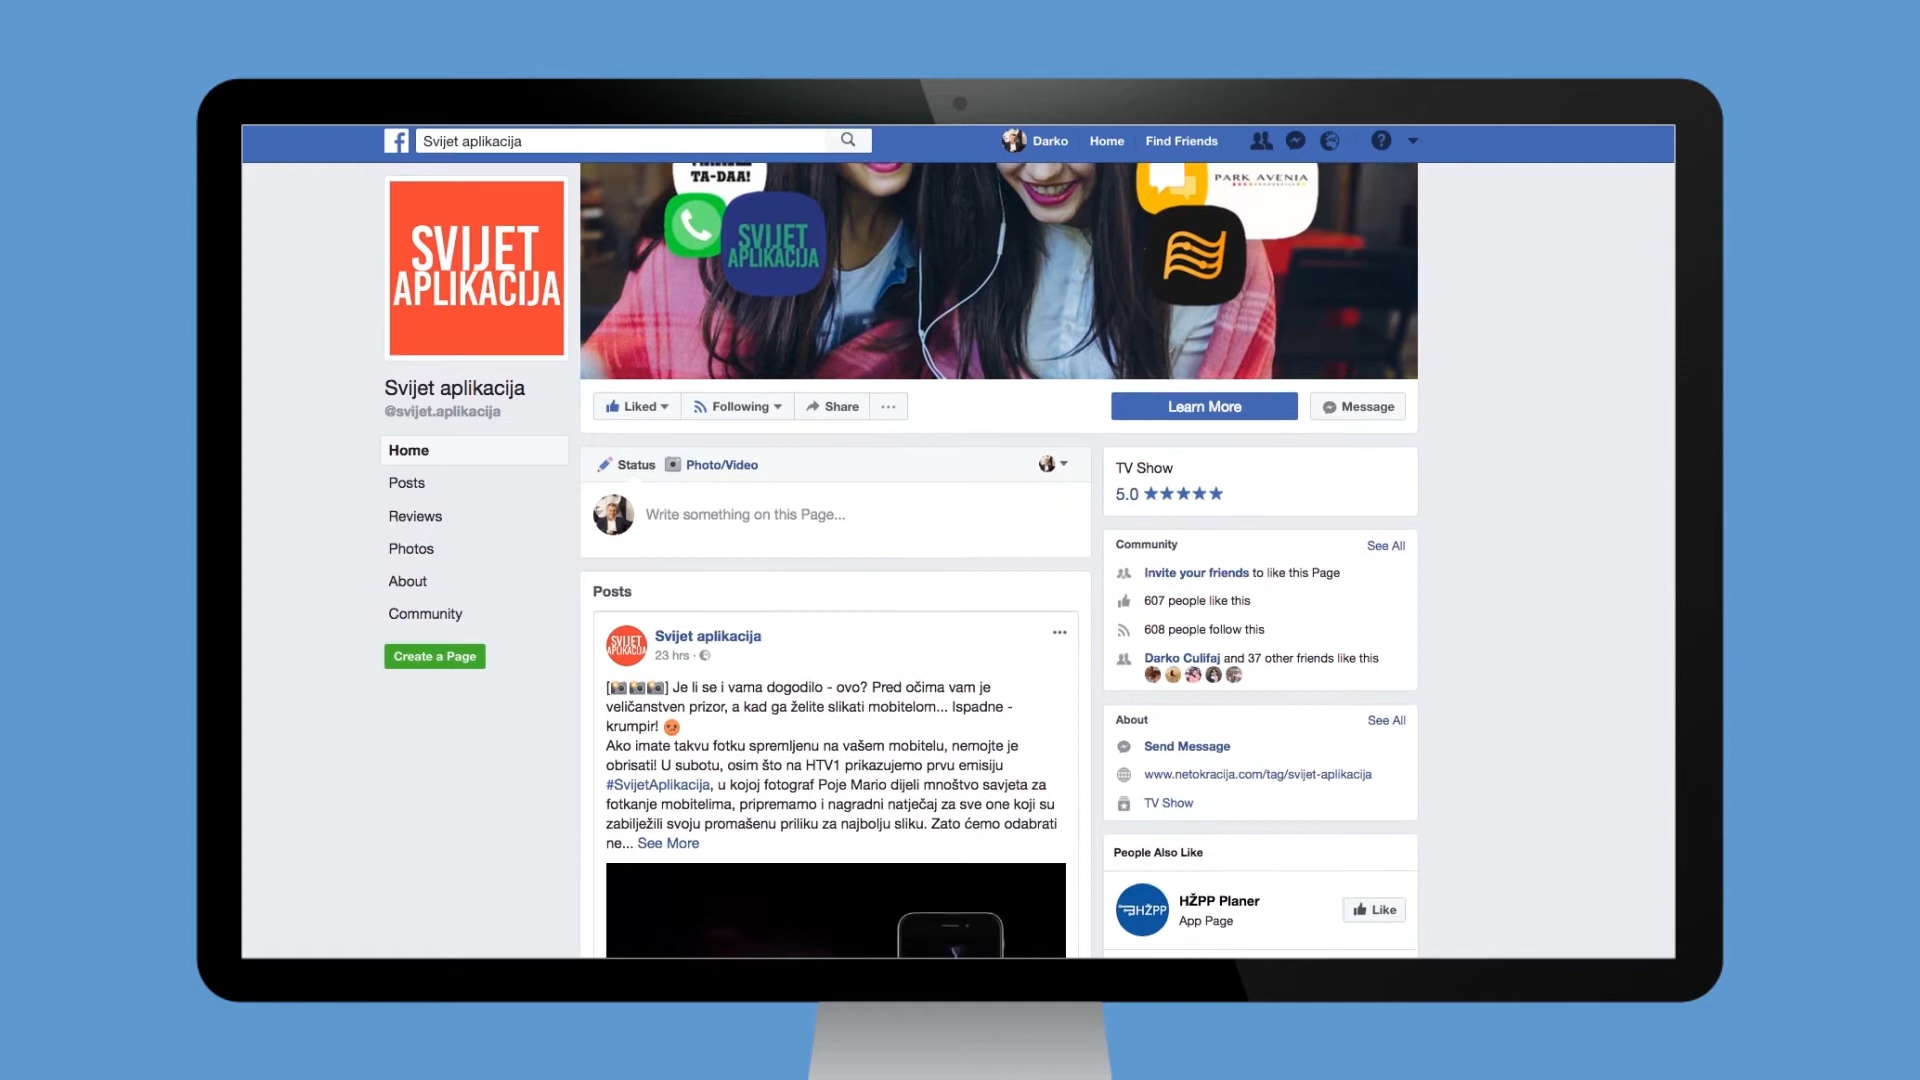 Svijet aplikacija
Darko
Home
Find Friends
SVIJET
APLIKACIJA
TA-DAA!
SVIJET
APLIKACIJA
PARK AVENIA
Svijet aplikacija
@svijet.aplikacija
Home
Posts
Reviews
Photos
About
Community
Create a Page
Liked
Following
Share
Learn More
Message
Status
Photo/Video
Write something on this Page...
Posts
SVIJET
APLIKACIJA
Svijet aplikacija
23 hrs ·
[📷📷📷] Je li se i vama dogodilo - ovo? Pred očima vam je
veličanstven prizor, a kad ga želite slikati mobitelom... Ispadne -
krumpir! 😡
Ako imate takvu fotku spremljenu na vašem mobitelu, nemojte je
obrisati! U subotu, osim što na HTV1 prikazujemo prvu emisiju
#SvijetAplikacija, u kojoj fotograf Poje Mario dijeli mnoštvo savjeta za
fotkanje mobitelima, pripremamo i nagradni natječaj za sve one koji su
zabilježili svoju promašenu priliku za najbolju sliku. Zato ćemo odabrati
ne... See More
TV Show
5.0 ★★★★★
Community
See All
Invite your friends to like this Page
607 people like this
608 people follow this
Darko Culifaj and 37 other friends like this
About
See All
Send Message
www.netokracija.com/tag/svijet-aplikacija
TV Show
People Also Like
HŽPP
HŽPP Planer
App Page
Like